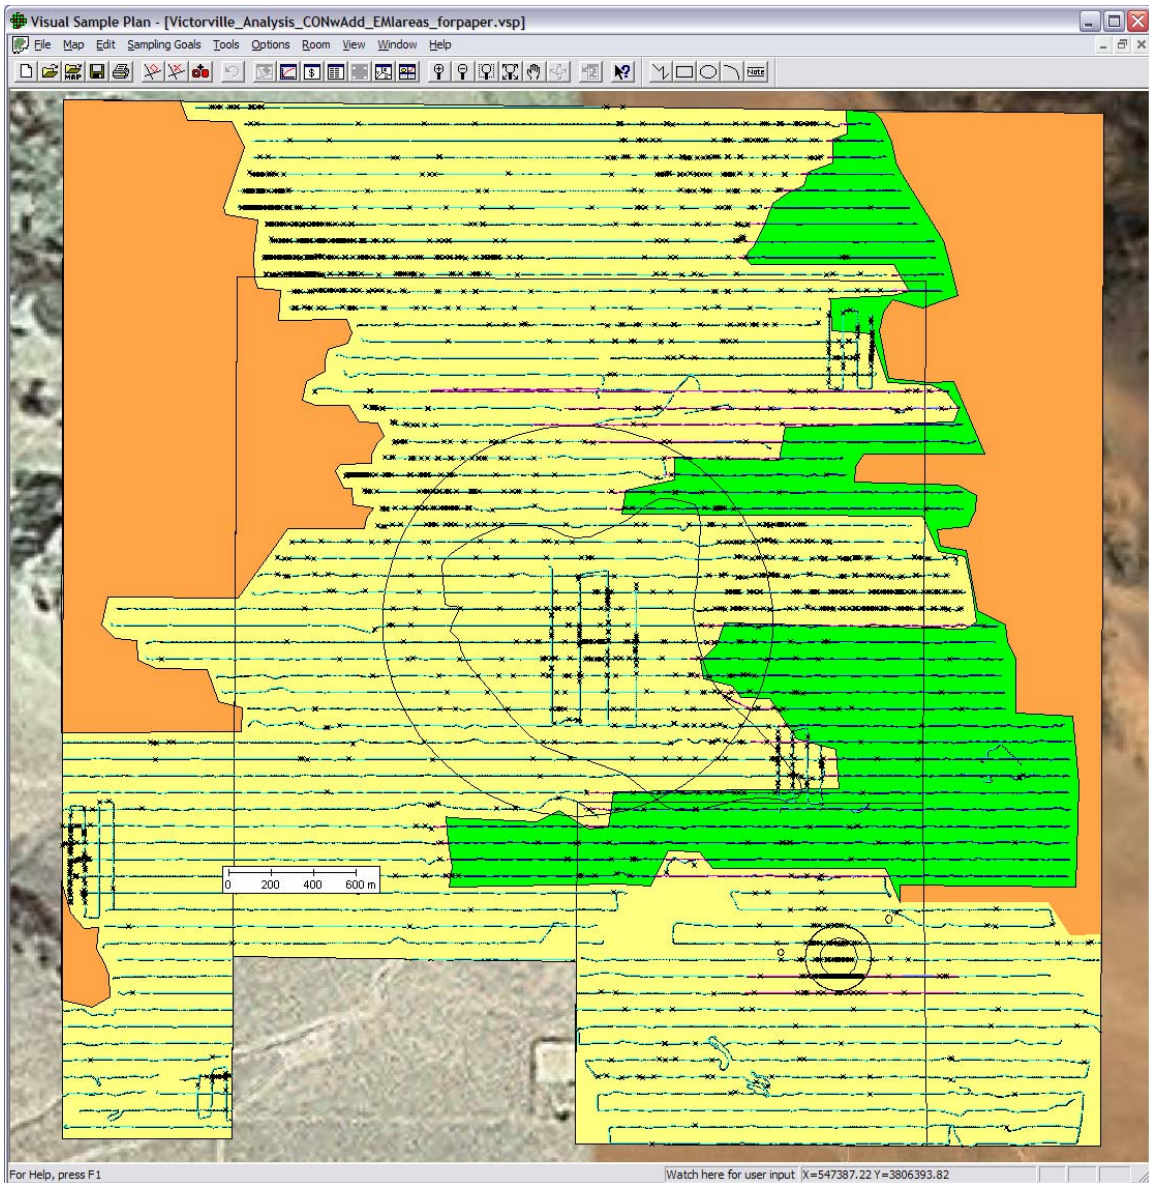 Visual Sample Plan - [Victorville_Analysis_CONwAdd_EMIareas_forpaper.vsp]
File Map Edit Sampling Goals Tools Options Room View Window Help
MAP $ Note
0 200 400 600 m
For Help, press F1 Watch here for user input X=547387.22 Y=3806393.82